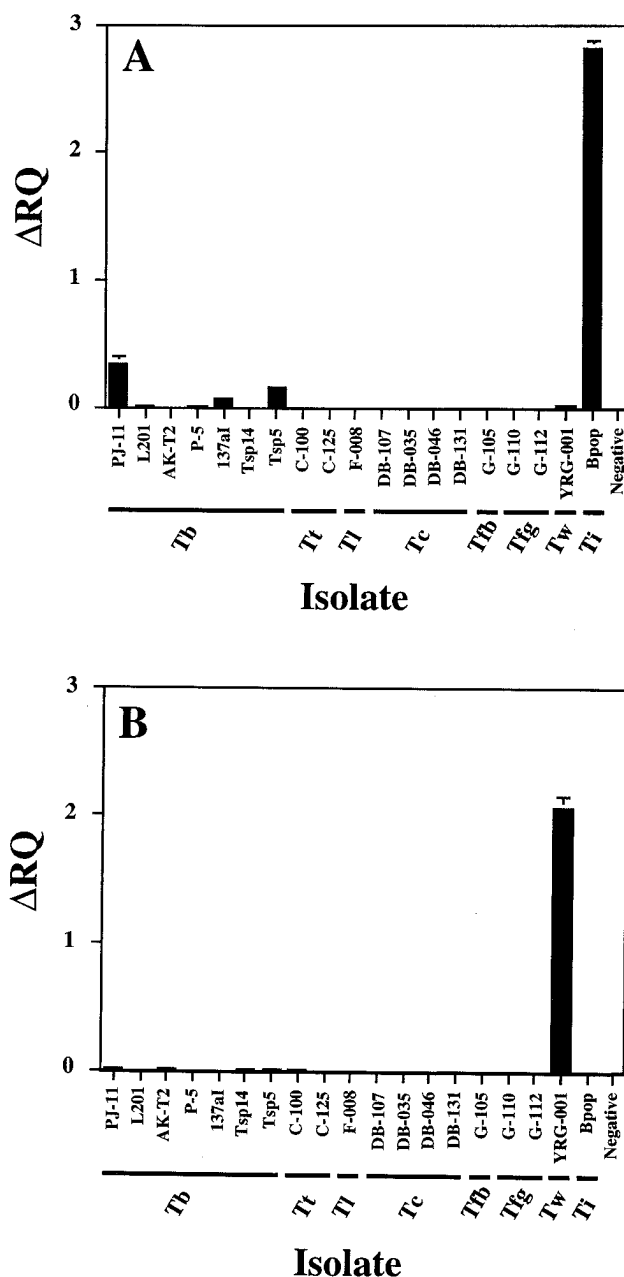 A
3
2
1
0
ΔRQ
PJ-11 L201 AK-T2 P-5 137aI Tsp14 Tsp5 C-100 C-125 F-008 DB-107 DB-035 DB-046 DB-131 G-105 G-110 G-112 YRG-001 Bpop Negative
Tb Tt Tl Tc Tfb Tfg Tw Ti
Isolate
B
3
2
1
0
ΔRQ
PJ-11 L201 AK-T2 P-5 137aI Tsp14 Tsp5 C-100 C-125 F-008 DB-107 DB-035 DB-046 DB-131 G-105 G-110 G-112 YRG-001 Bpop Negative
Tb Tt Tl Tc Tfb Tfg Tw Ti
Isolate